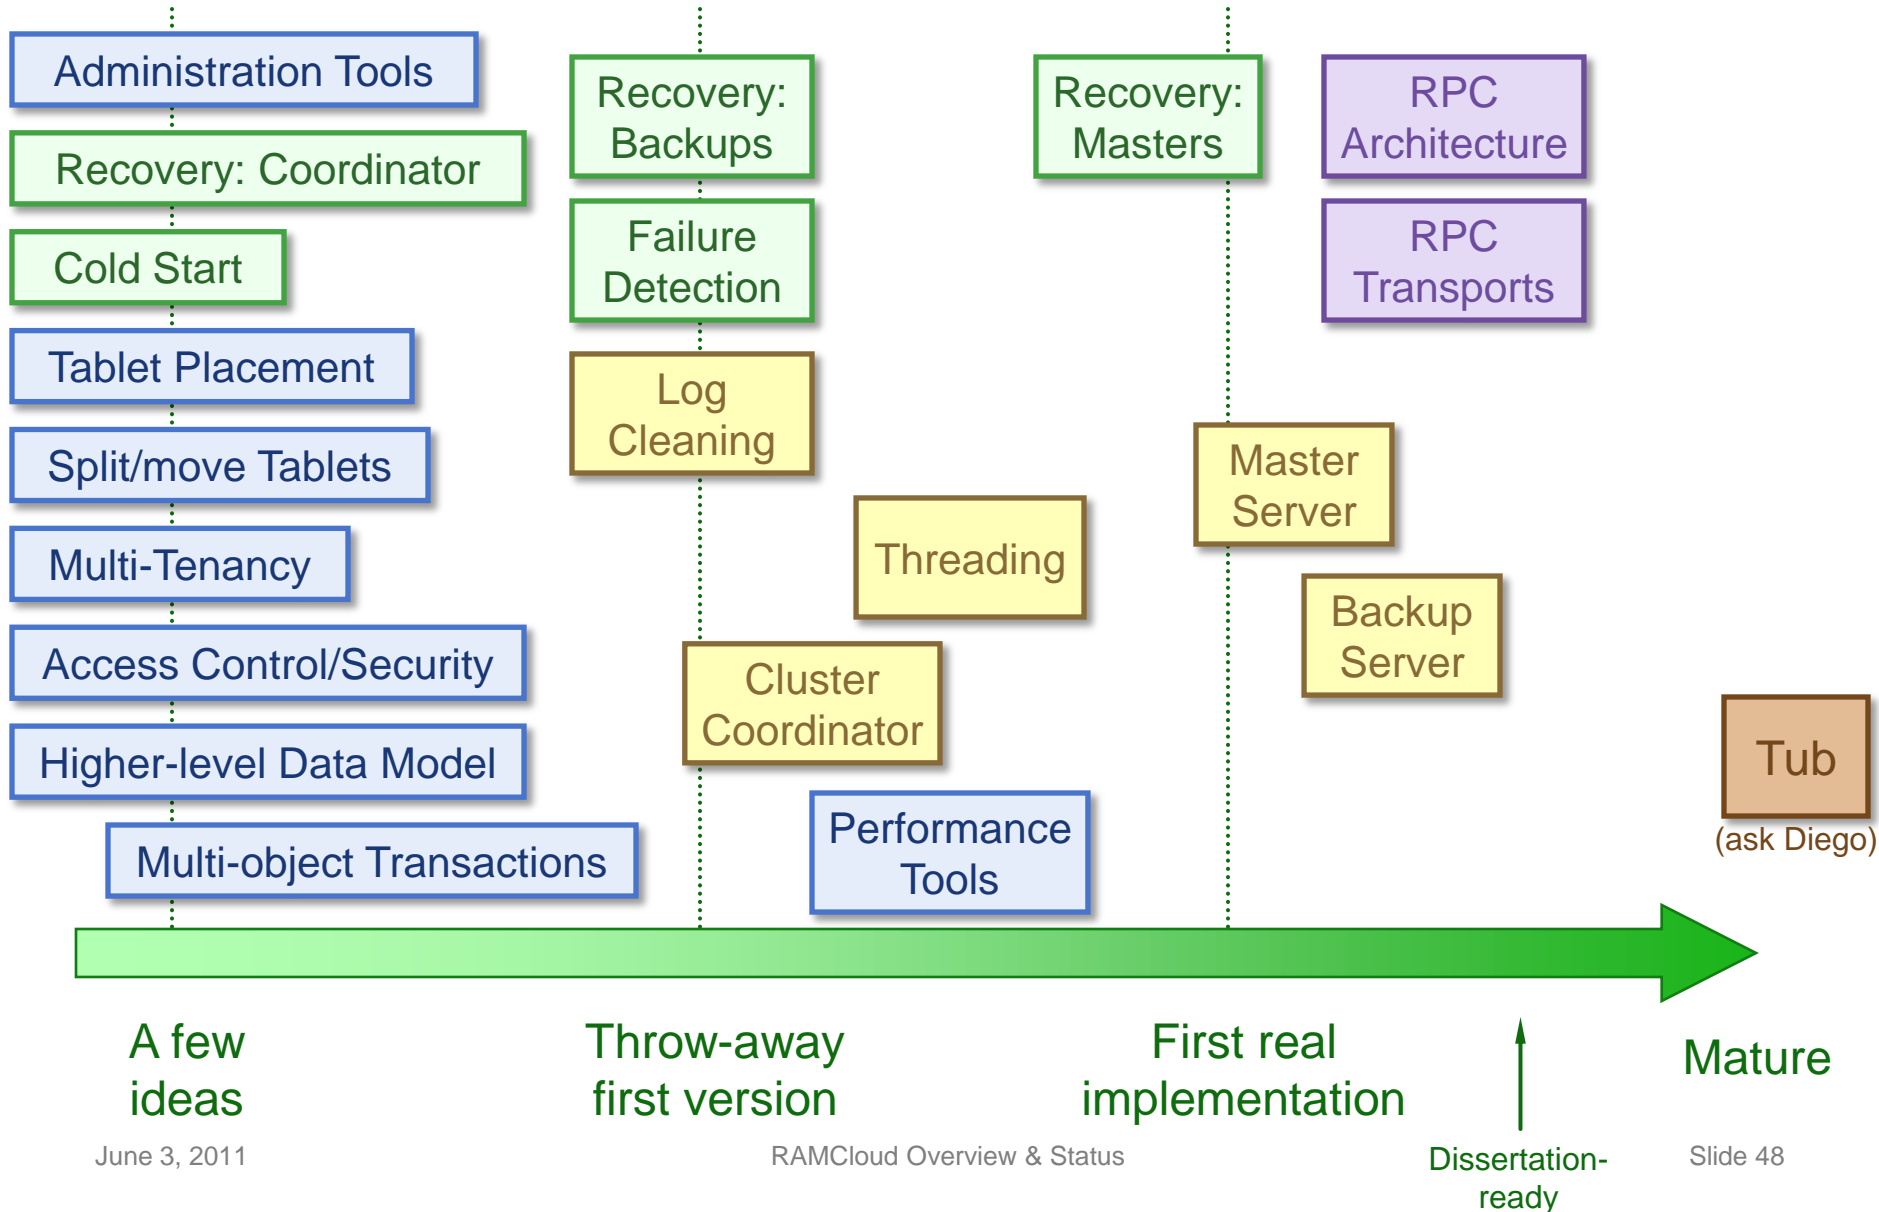 Administration Tools
Recovery: Coordinator
Cold Start
Tablet Placement
Split/move Tablets
Multi-Tenancy
Access Control/Security
Higher-level Data Model
Multi-object Transactions
Recovery:
Backups
Failure
Detection
Log
Cleaning
Threading
Cluster
Coordinator
Performance
Tools
Recovery:
Masters
RPC
Architecture
RPC
Transports
Master
Server
Backup
Server
Tub
(ask Diego)
A few
ideas
Throw-away
first version
First real
implementation
Dissertation-
ready
Mature
June 3, 2011
RAMCloud Overview & Status
Slide 48